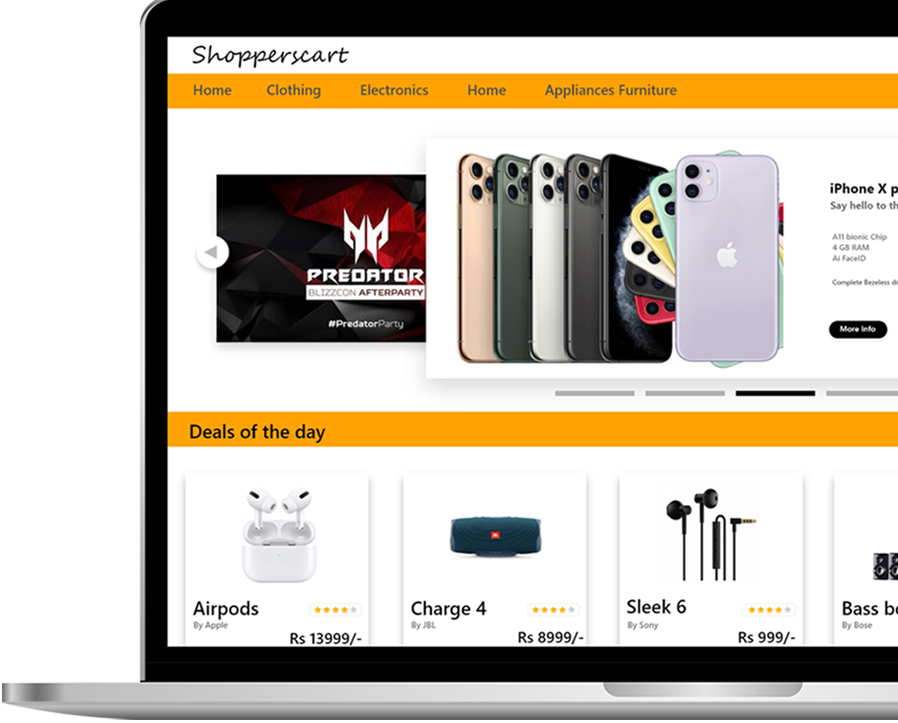 Shopperscart
Home Clothing Electronics Home Appliances Furniture
PREDATOR
BLIZZCON AFTERPARTY
#PredatorParty
iPhone X p
Say hello to th
A11 bionic Chip
4 GB RAM
Ai FaceID
Complete Bezeless di
More Info
Deals of the day
Airpods
By Apple
Rs 13999/-
Charge 4
By JBL
Rs 8999/-
Sleek 6
By Sony
Rs 999/-
Bass bo
By Bose